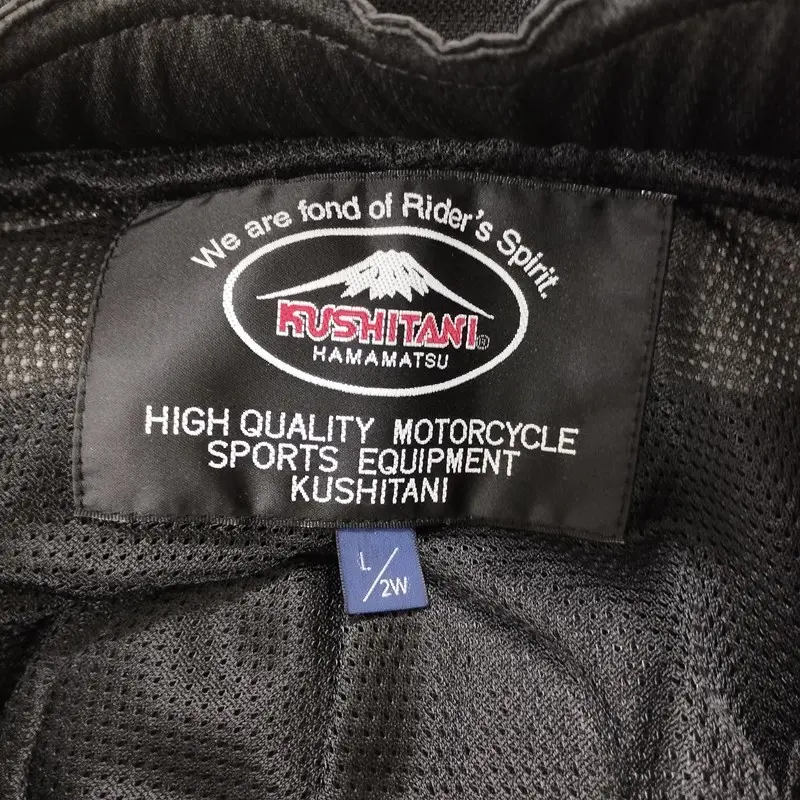 We are fond of Rider's Spirit.
KUSHITANI®
HAMAMATSU
HIGH QUALITY MOTORCYCLE
SPORTS EQUIPMENT
KUSHITANI
L/2W